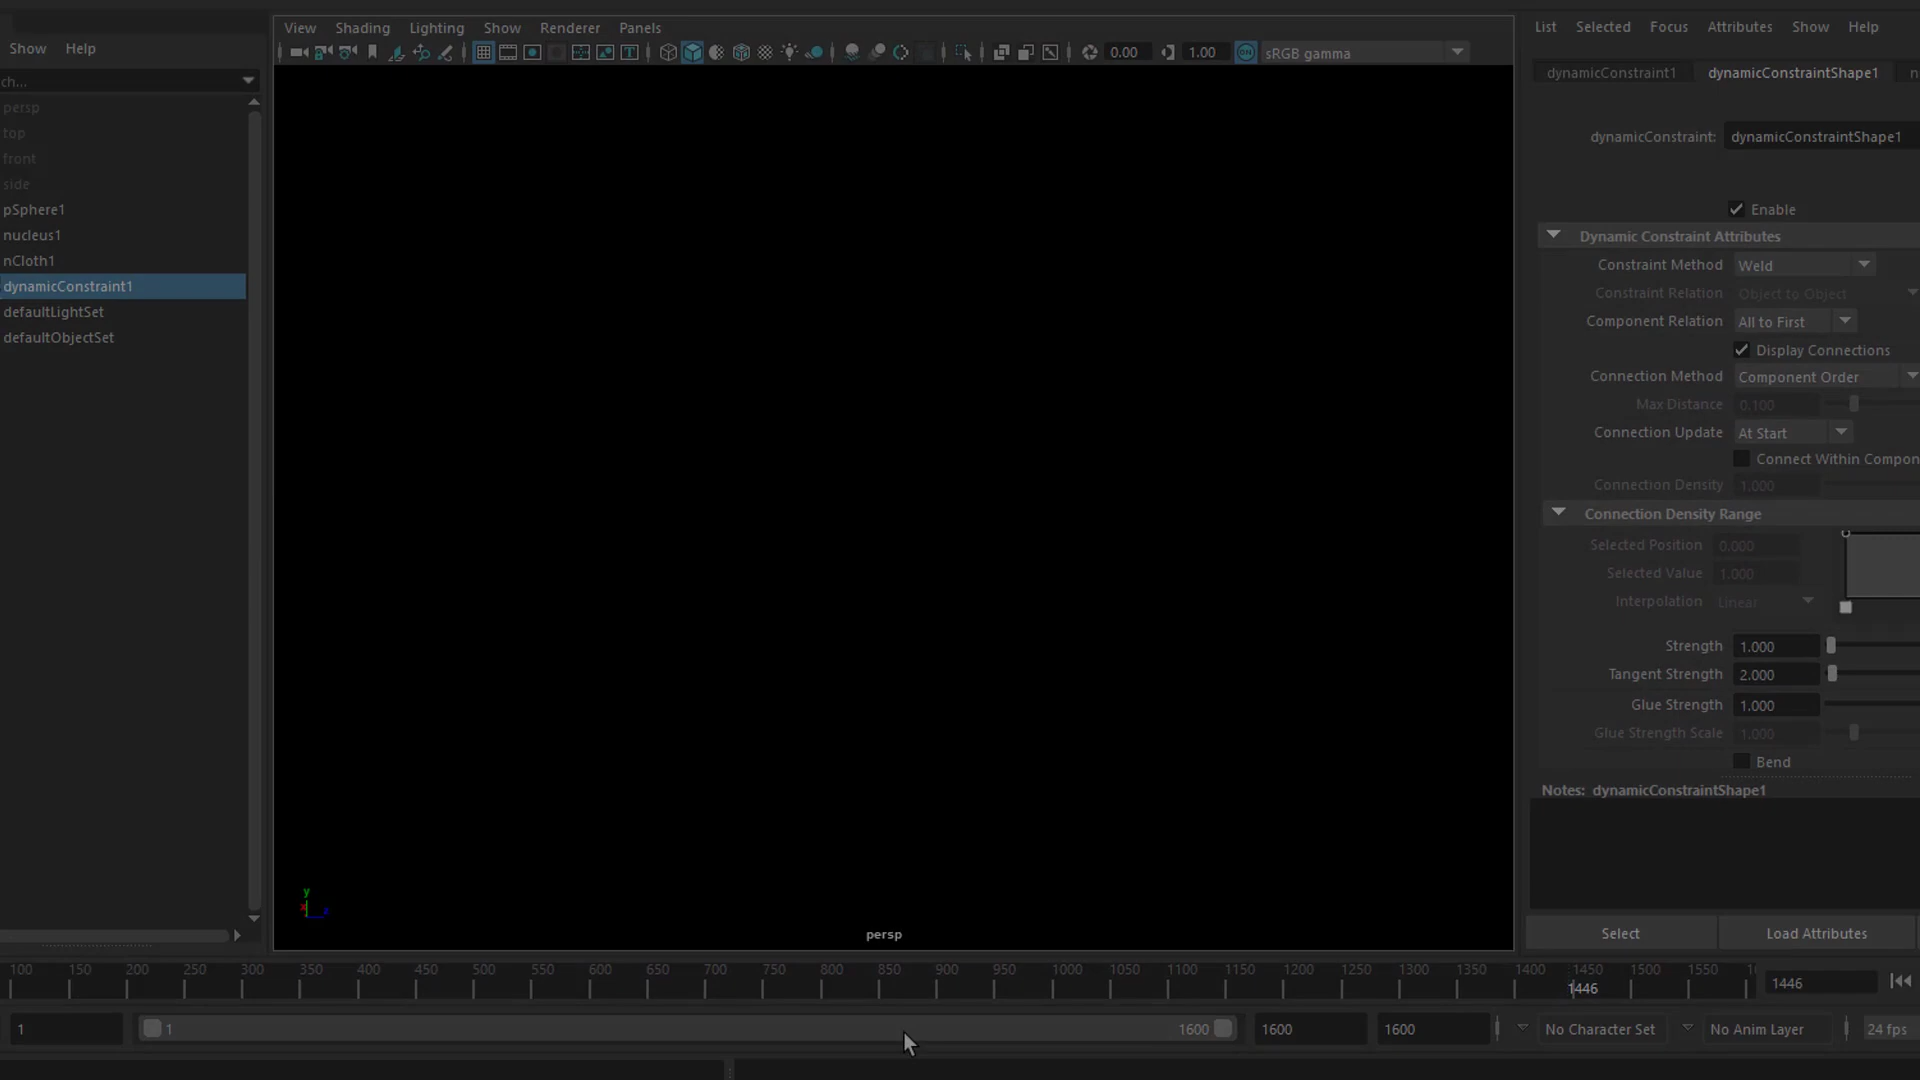 View Shading Lighting Show Renderer Panels
List Selected Focus Attributes Show Help
Show Help
0.00 1.00 ON sRGB gamma
dynamicConstraint1 dynamicConstraintShape1 n
ch...
persp
top
front
side
pSphere1
nucleus1
nCloth1
dynamicConstraint1
defaultLightSet
defaultObjectSet
dynamicConstraint: dynamicConstraintShape1
Enable
Dynamic Constraint Attributes
Constraint Method Weld
Constraint Relation Object to Object
Component Relation All to First
Display Connections
Connection Method Component Order
Max Distance 0.100
Connection Update At Start
Connect Within Compon
Connection Density 1.000
Connection Density Range
Selected Position 0.000
Selected Value 1.000
Interpolation Linear
Strength 1.000
Tangent Strength 2.000
Glue Strength 1.000
Glue Strength Scale 1.000
Bend
Notes: dynamicConstraintShape1
y
x z
persp
Select Load Attributes
100 150 200 250 300 350 400 450 500 550 600 650 700 750 800 850 900 950 1000 1050 1100 1150 1200 1250 1300 1350 1400 1450 1500 1550
1446 1446
1 1 1600 1600 1600 No Character Set No Anim Layer 24 fps